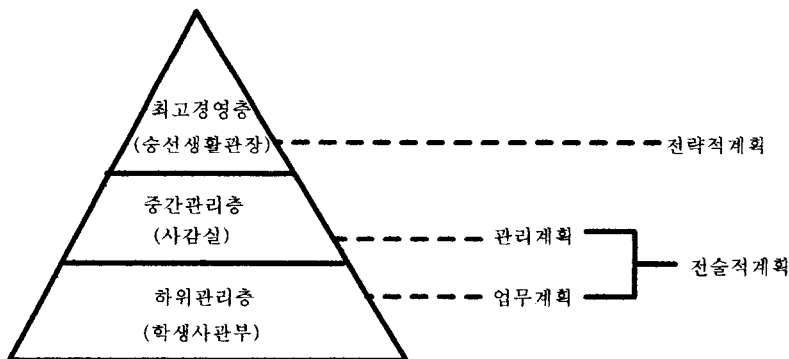 최고경영층
(승선생활관장)
전략적계획
중간관리층
(사감실)
관리계획
전술적계획
하위관리층
업무계획
(학생사관부)